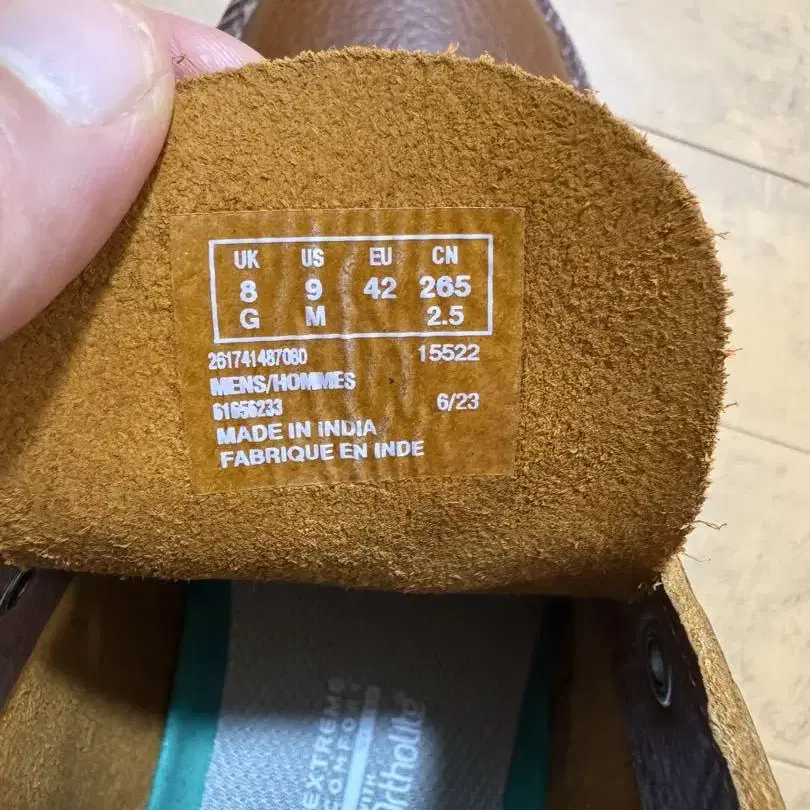 UK US EU CN
8 9 42 265
G M 2.5
261741487080 15522
MENS/HOMMES
61656233 6/23
MADE IN INDIA
FABRIQUE EN INDE
EXTREME
COMFORT
Ortholite